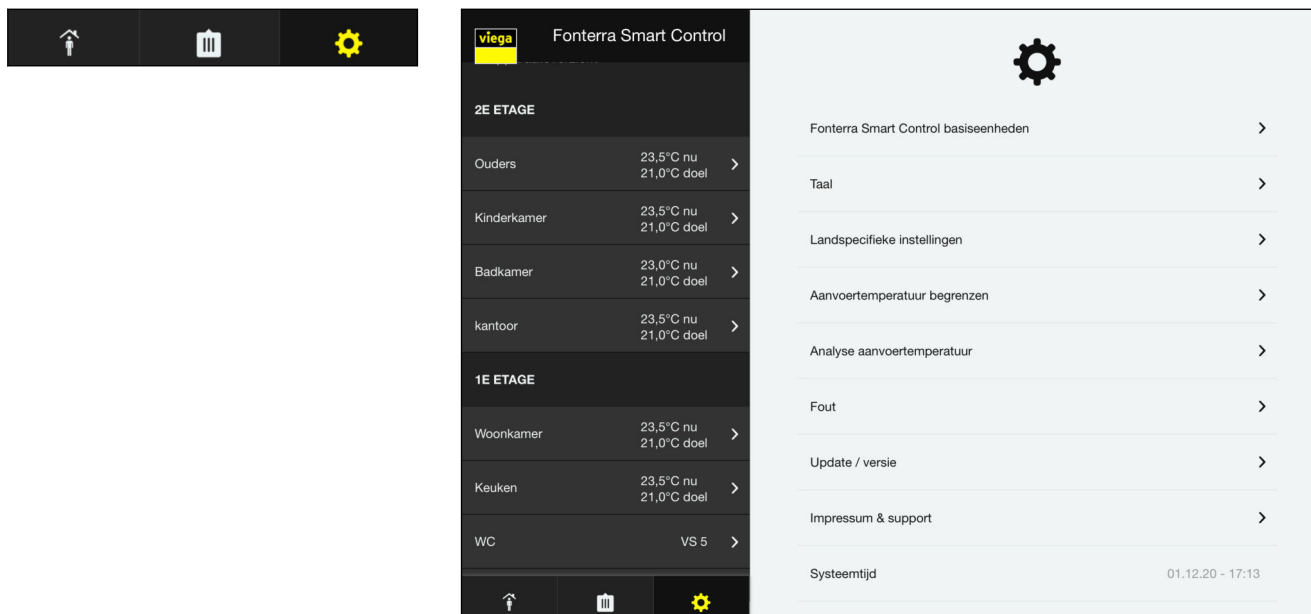 viega
Fonterra Smart Control
2E ETAGE
Ouders
23,5°C nu
21,0°C doel
Kinderkamer
23,5°C nu
21,0°C doel
Badkamer
23,0°C nu
21,0°C doel
kantoor
23,5°C nu
21,0°C doel
1E ETAGE
Woonkamer
23,5°C nu
21,0°C doel
Keuken
23,5°C nu
21,0°C doel
WC
VS 5
Fonterra Smart Control basiseenheden
Taal
Landspecifieke instellingen
Aanvoertemperatuur begrenzen
Analyse aanvoertemperatuur
Fout
Update / versie
Impressum & support
Systeemtijd
01.12.20 - 17:13